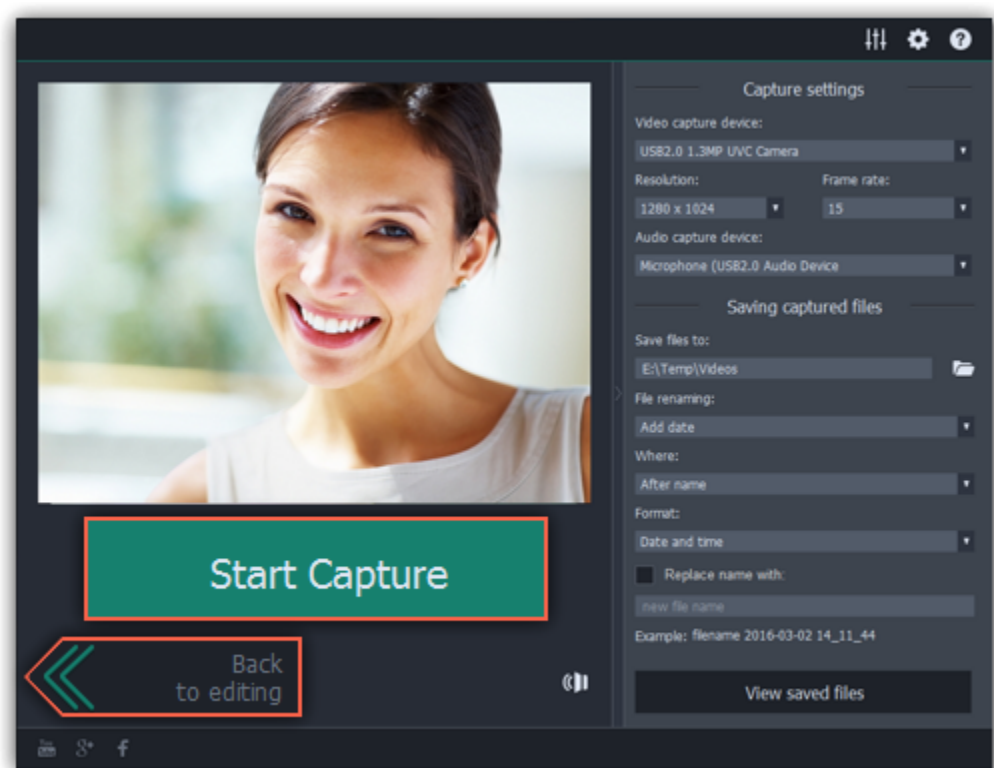 Capture settings
Video capture device:
USB2.0 1.3MP UVC Camera
Resolution: Frame rate:
1280 x 1024 15
Audio capture device:
Microphone (USB2.0 Audio Device
Saving captured files
Save files to:
E:\Temp\Videos
File renaming:
Add date
Where:
After name
Format:
Date and time
Replace name with:
new file name
Example: filename 2016-03-02 14_11_44
View saved files
Start Capture
Back
to editing
You
g+
f